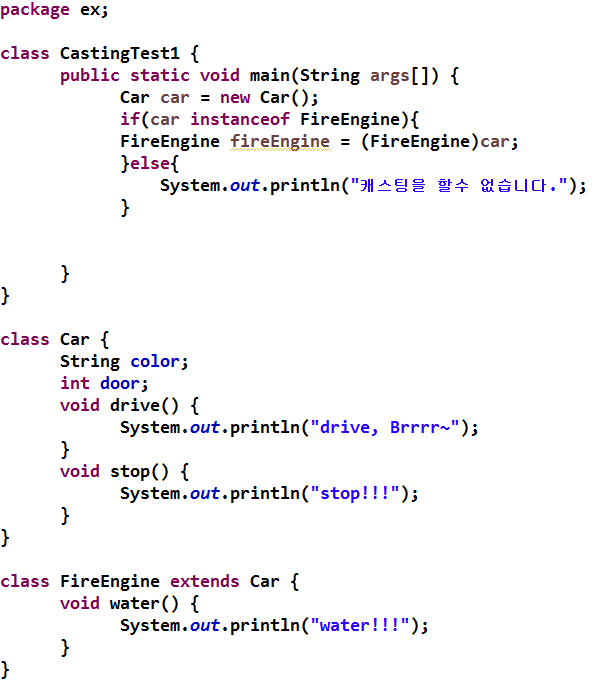 package ex;
class CastingTest1 {
public static void main(String args[]) {
Car car = new Car();
if(car instanceof FireEngine){
FireEngine fireEngine = (FireEngine)car;
}else{
System.out.println("캐스팅을 할수 없습니다.");
}
}
}
class Car {
String color;
int door;
void drive() {
System.out.println("drive, Brrrr~");
}
void stop() {
System.out.println("stop!!!");
}
}
class FireEngine extends Car {
void water() {
System.out.println("water!!!");
}
}